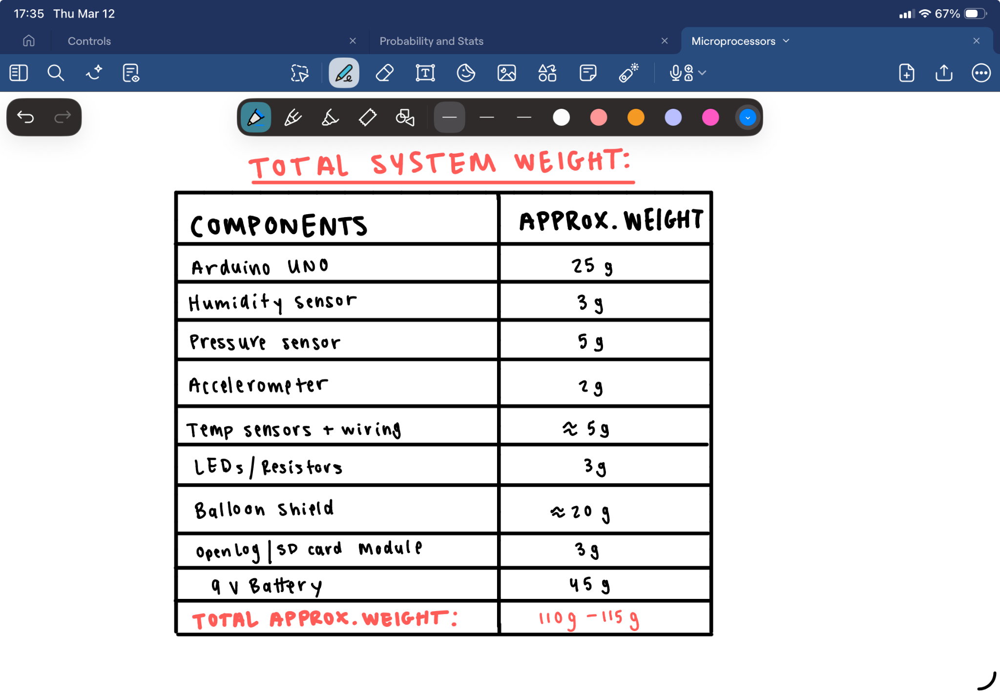 17:35 Thu Mar 12
67%
Controls
Probability and Stats
Microprocessors
TOTAL SYSTEM WEIGHT:
COMPONENTS APPROX. WEIGHT
Arduino UNO 25 g
Humidity sensor 3 g
Pressure sensor 5 g
Accelerometer 2 g
Temp sensors + wiring ≈ 5 g
LEDs / Resistors 3 g
Balloon Shield ≈ 20 g
OpenLog | SD card Module 3 g
9 V Battery 45 g
TOTAL APPROX. WEIGHT: 110 g - 115 g